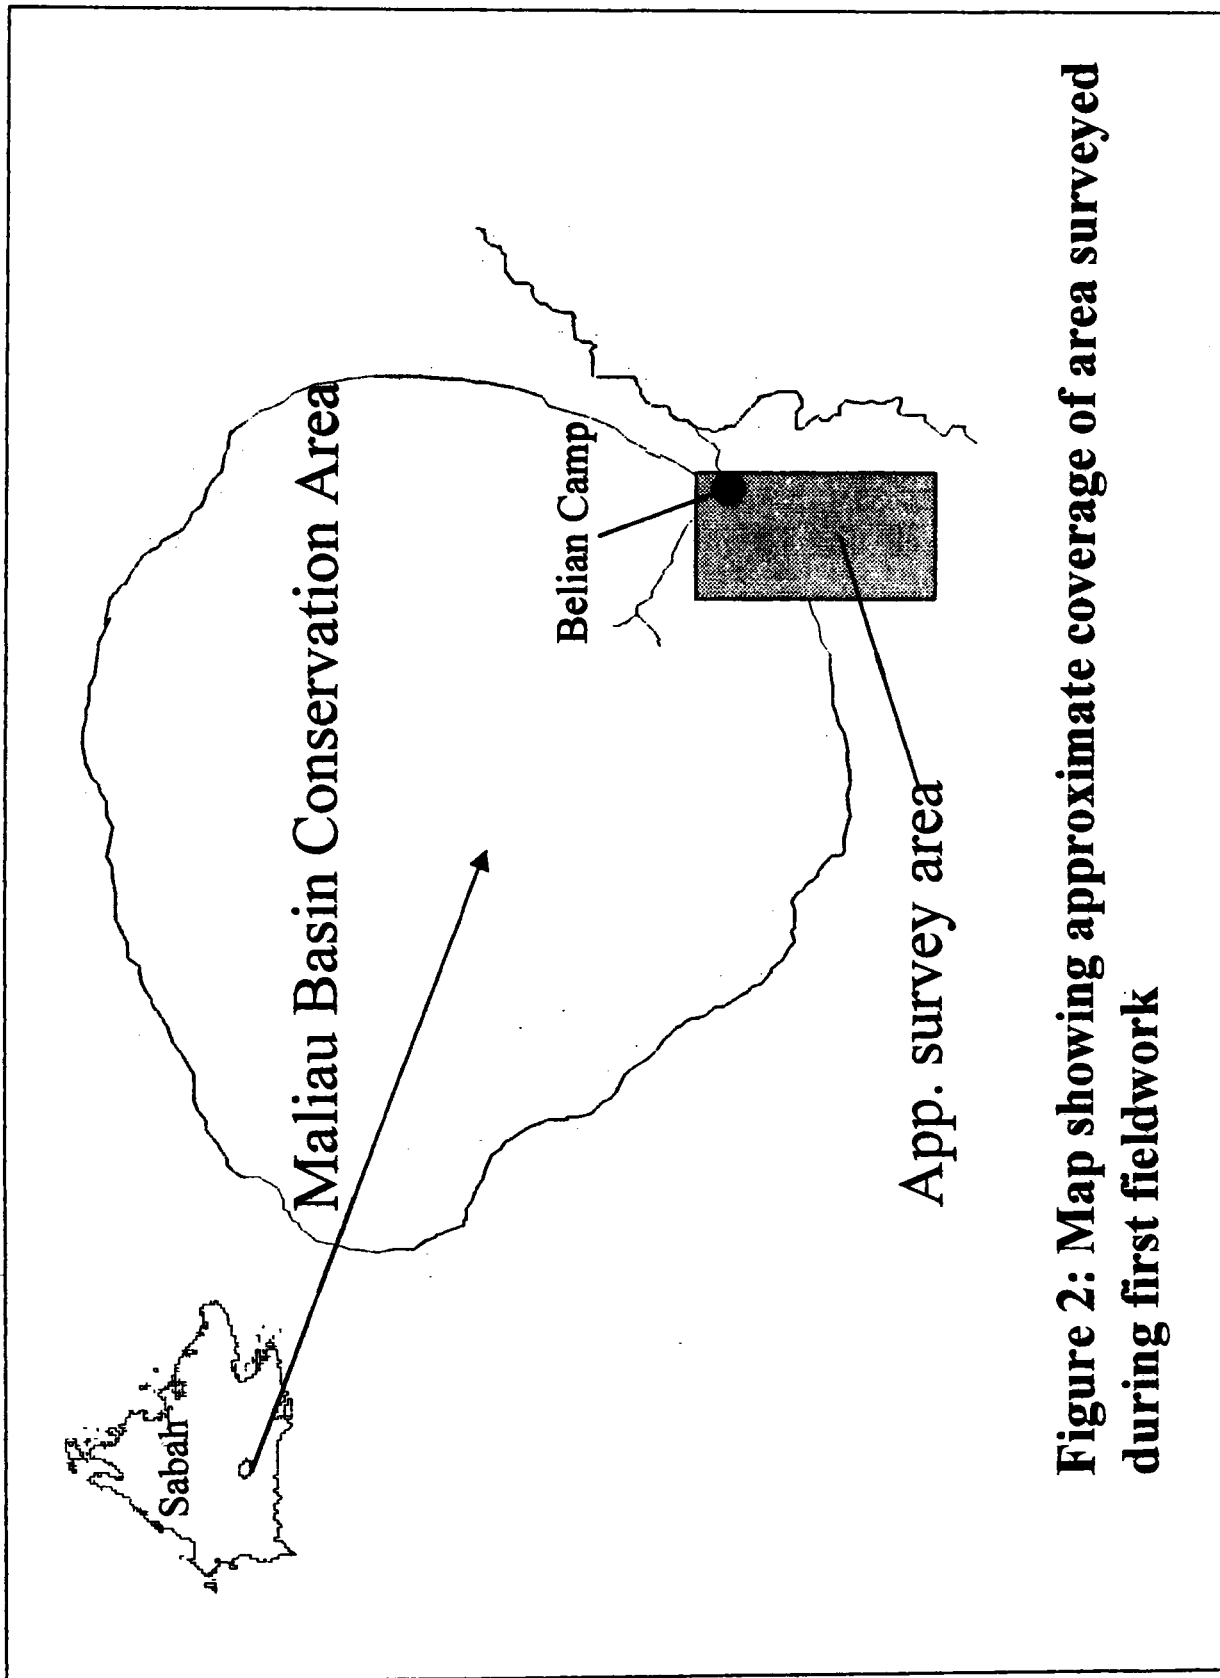 Sabah
Maliau Basin Conservation Area
Belian Camp
App. survey area
Figure 2: Map showing approximate coverage of area surveyed
during first fieldwork